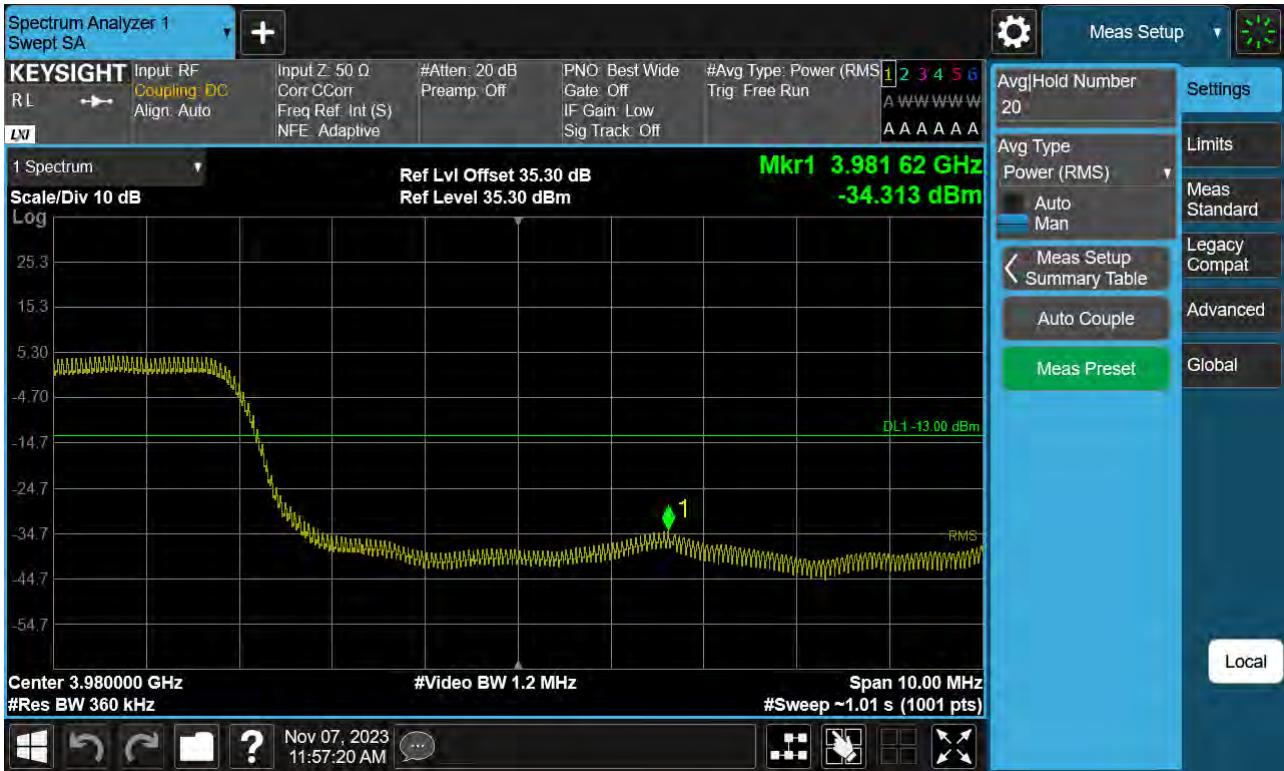 Spectrum Analyzer 1
Swept SA
+
Meas Setup
KEYSIGHT
RL
LXI
Input: RF
Coupling: DC
Align: Auto
Input Z: 50 Ω
Corr CCorr
Freq Ref: Int (S)
NFE: Adaptive
#Atten: 20 dB
Preamp: Off
PNO: Best Wide
Gate: Off
IF Gain: Low
Sig Track: Off
#Avg Type: Power (RMS
Trig: Free Run
1 2 3 4 5 6
A W W W W W
A A A A A A
1 Spectrum
Scale/Div 10 dB
Log
Ref Lvl Offset 35.30 dB
Ref Level 35.30 dBm
Mkr1 3.981 62 GHz
-34.313 dBm
25.3
15.3
5.30
-4.70
-14.7
-24.7
-34.7
-44.7
-54.7
DL1 -13.00 dBm
1
RMS
Center 3.980000 GHz
#Res BW 360 kHz
#Video BW 1.2 MHz
Span 10.00 MHz
#Sweep ~1.01 s (1001 pts)
Avg|Hold Number
20
Avg Type
Power (RMS)
Auto
Man
Meas Setup
Summary Table
Auto Couple
Meas Preset
Settings
Limits
Meas
Standard
Legacy
Compat
Advanced
Global
Local
?
Nov 07, 2023
11:57:20 AM